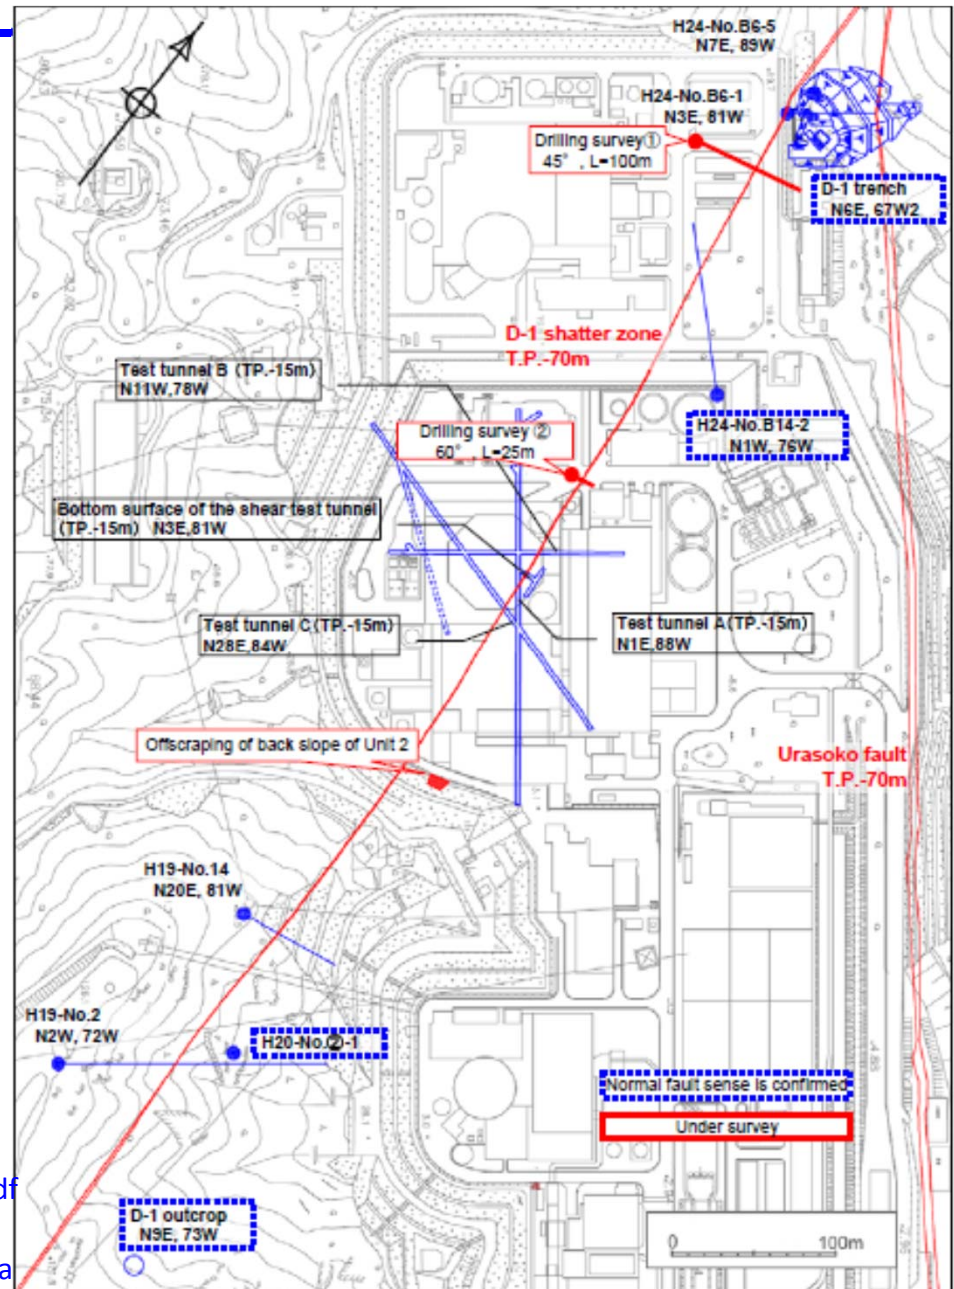 H24-No.B6-5
N7E, 89W
H24-No.B6-1
N3E, 81W
Drilling survey①
45° , L=100m
D-1 trench
N6E, 67W2
D-1 shatter zone
T.P.-70m
Test tunnel B (TP.-15m)
N11W,78W
H24-No.B14-2
N1W, 76W
Drilling survey ②
60° , L=25m
Bottom surface of the shear test tunnel
(TP.-15m) N3E,81W
Test tunnel C (TP.-15m)
N28E,84W
Test tunnel A(TP.-15m)
N1E,88W
Offscraping of back slope of Unit 2
Urasoko fault
T.P.-70m
H19-No.14
N20E, 81W
H19-No.2
N2W, 72W
H20-No.②-1
Normal fault sense is confirmed
Under survey
df
D-1 outcrop
N9E, 73W
0 100m
a